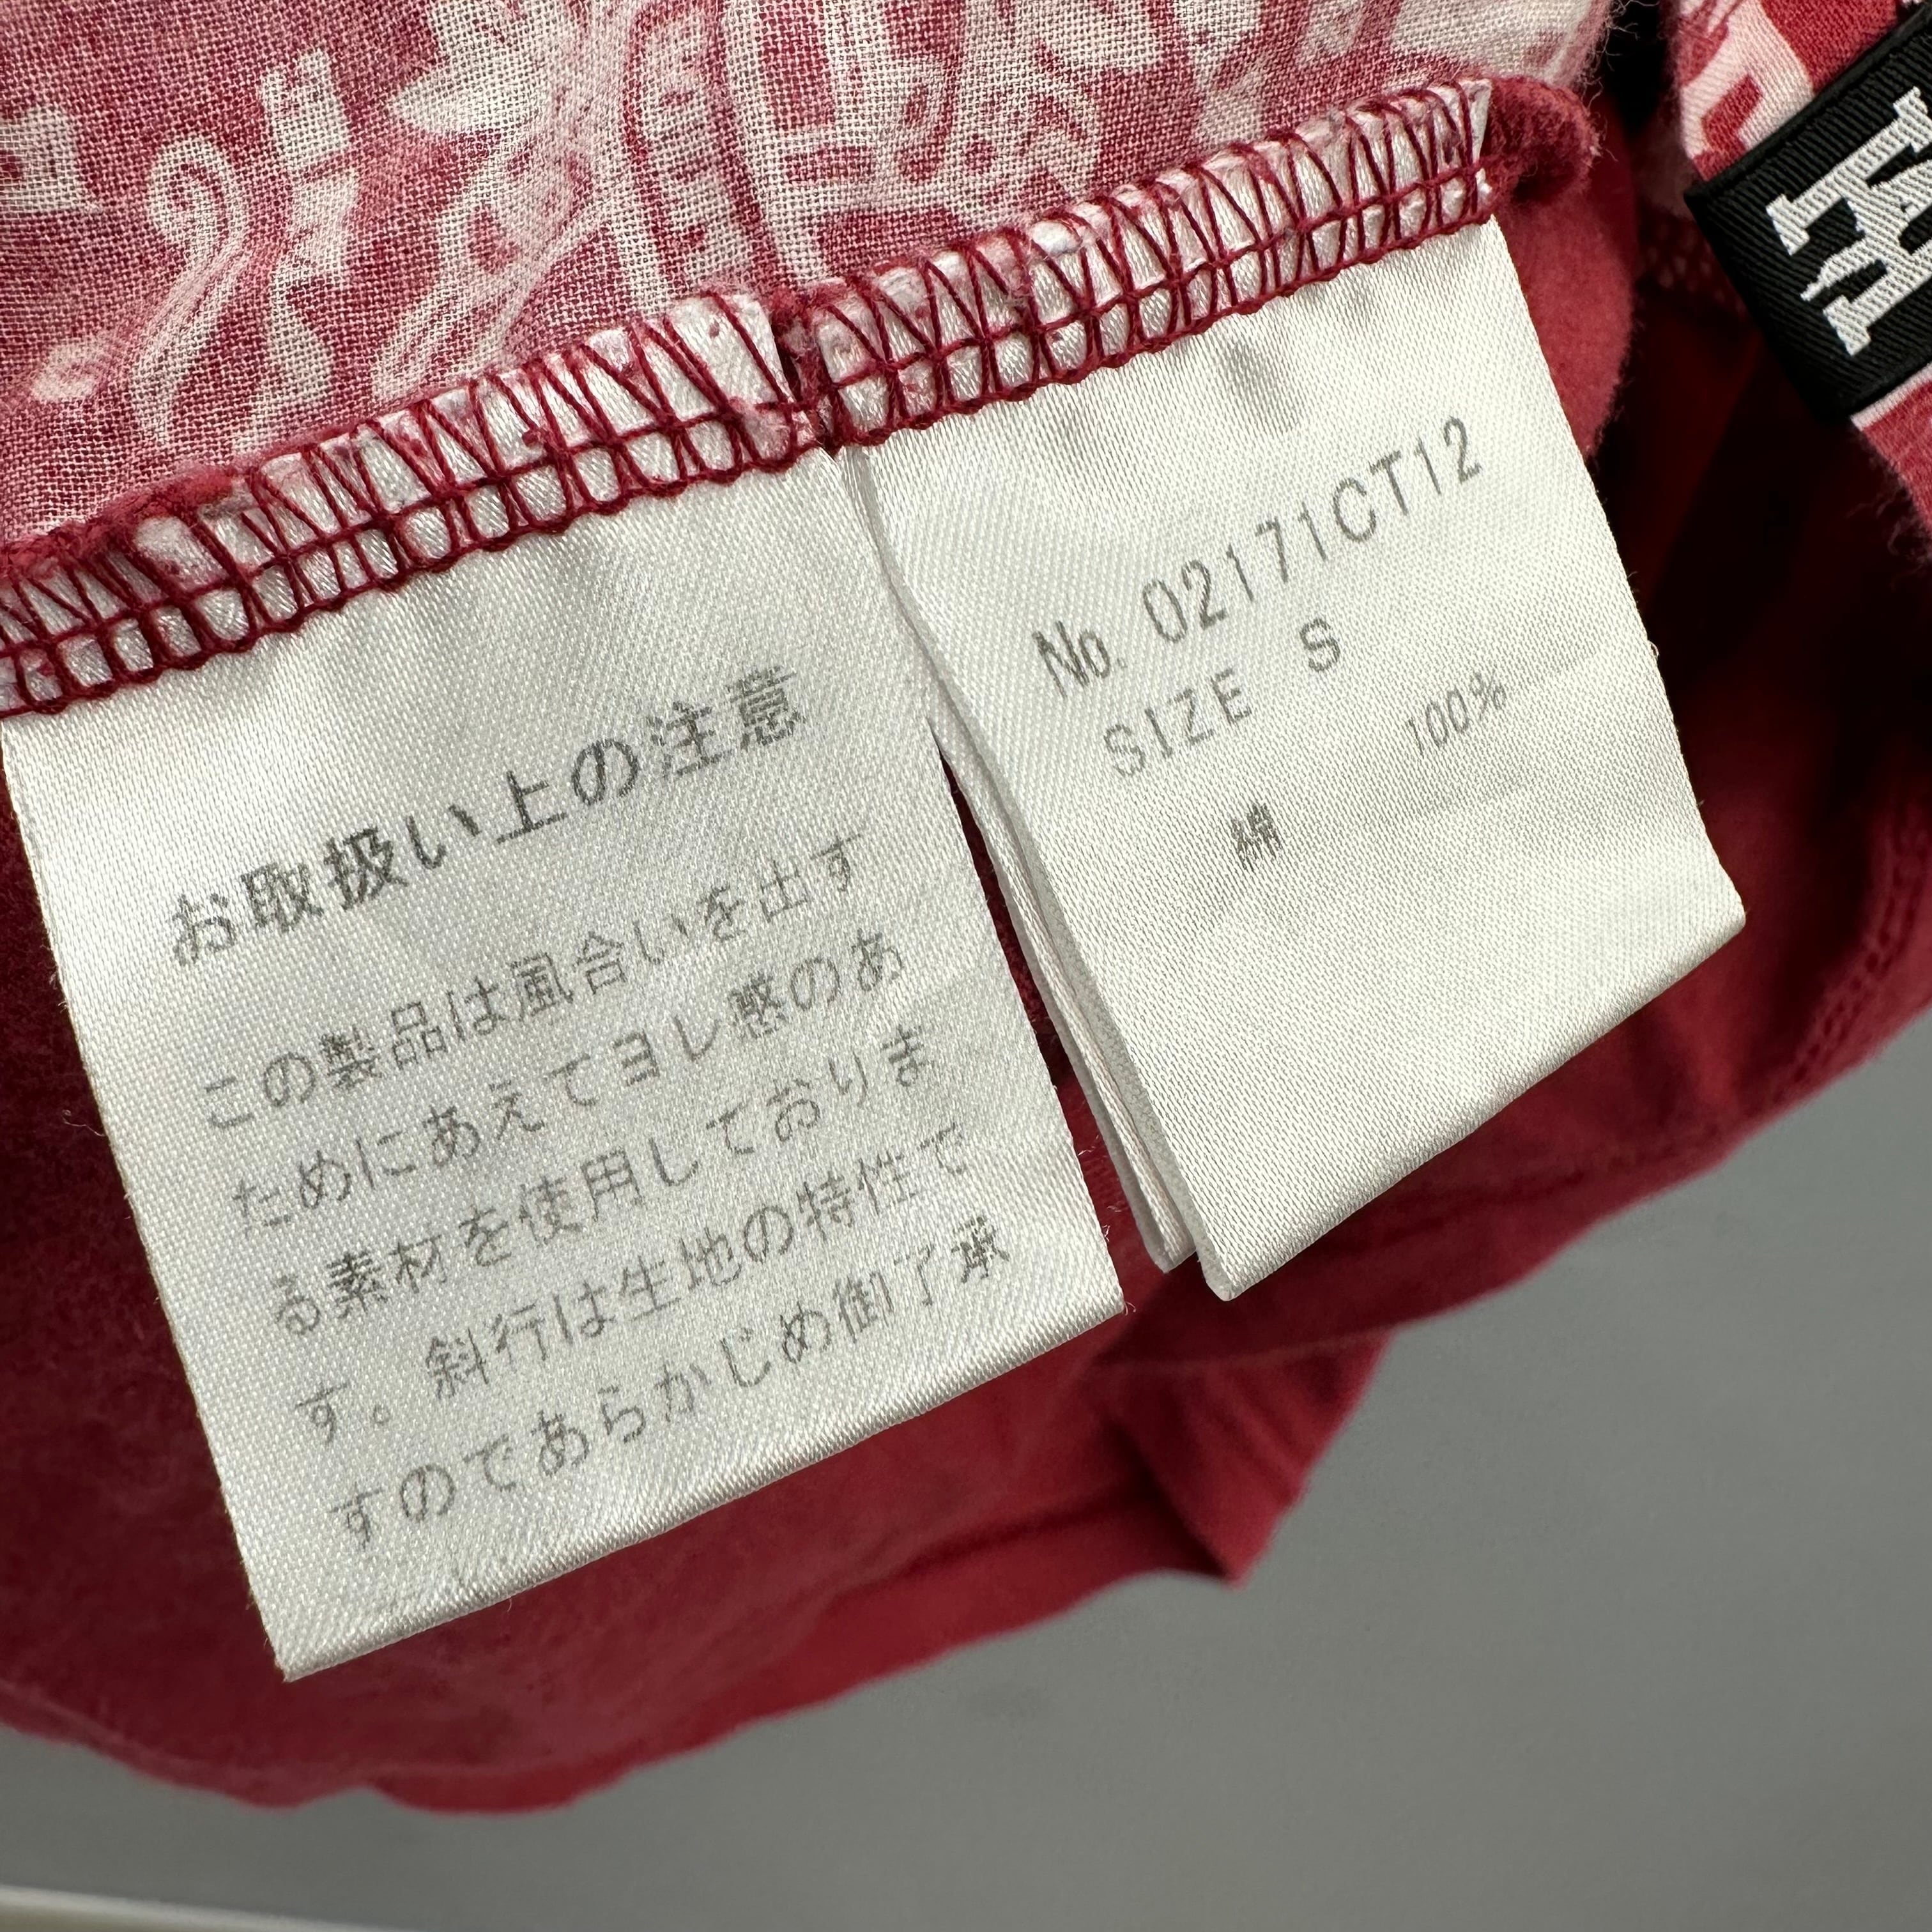 お取扱い上の注意
この製品は風合いを出す
ためにあえてヨレ感のあ
る素材を使用しておりま
す。斜行は生地の特性で
すのであらかじめ御了承
No. 02171CT12
SIZE S
綿 100%